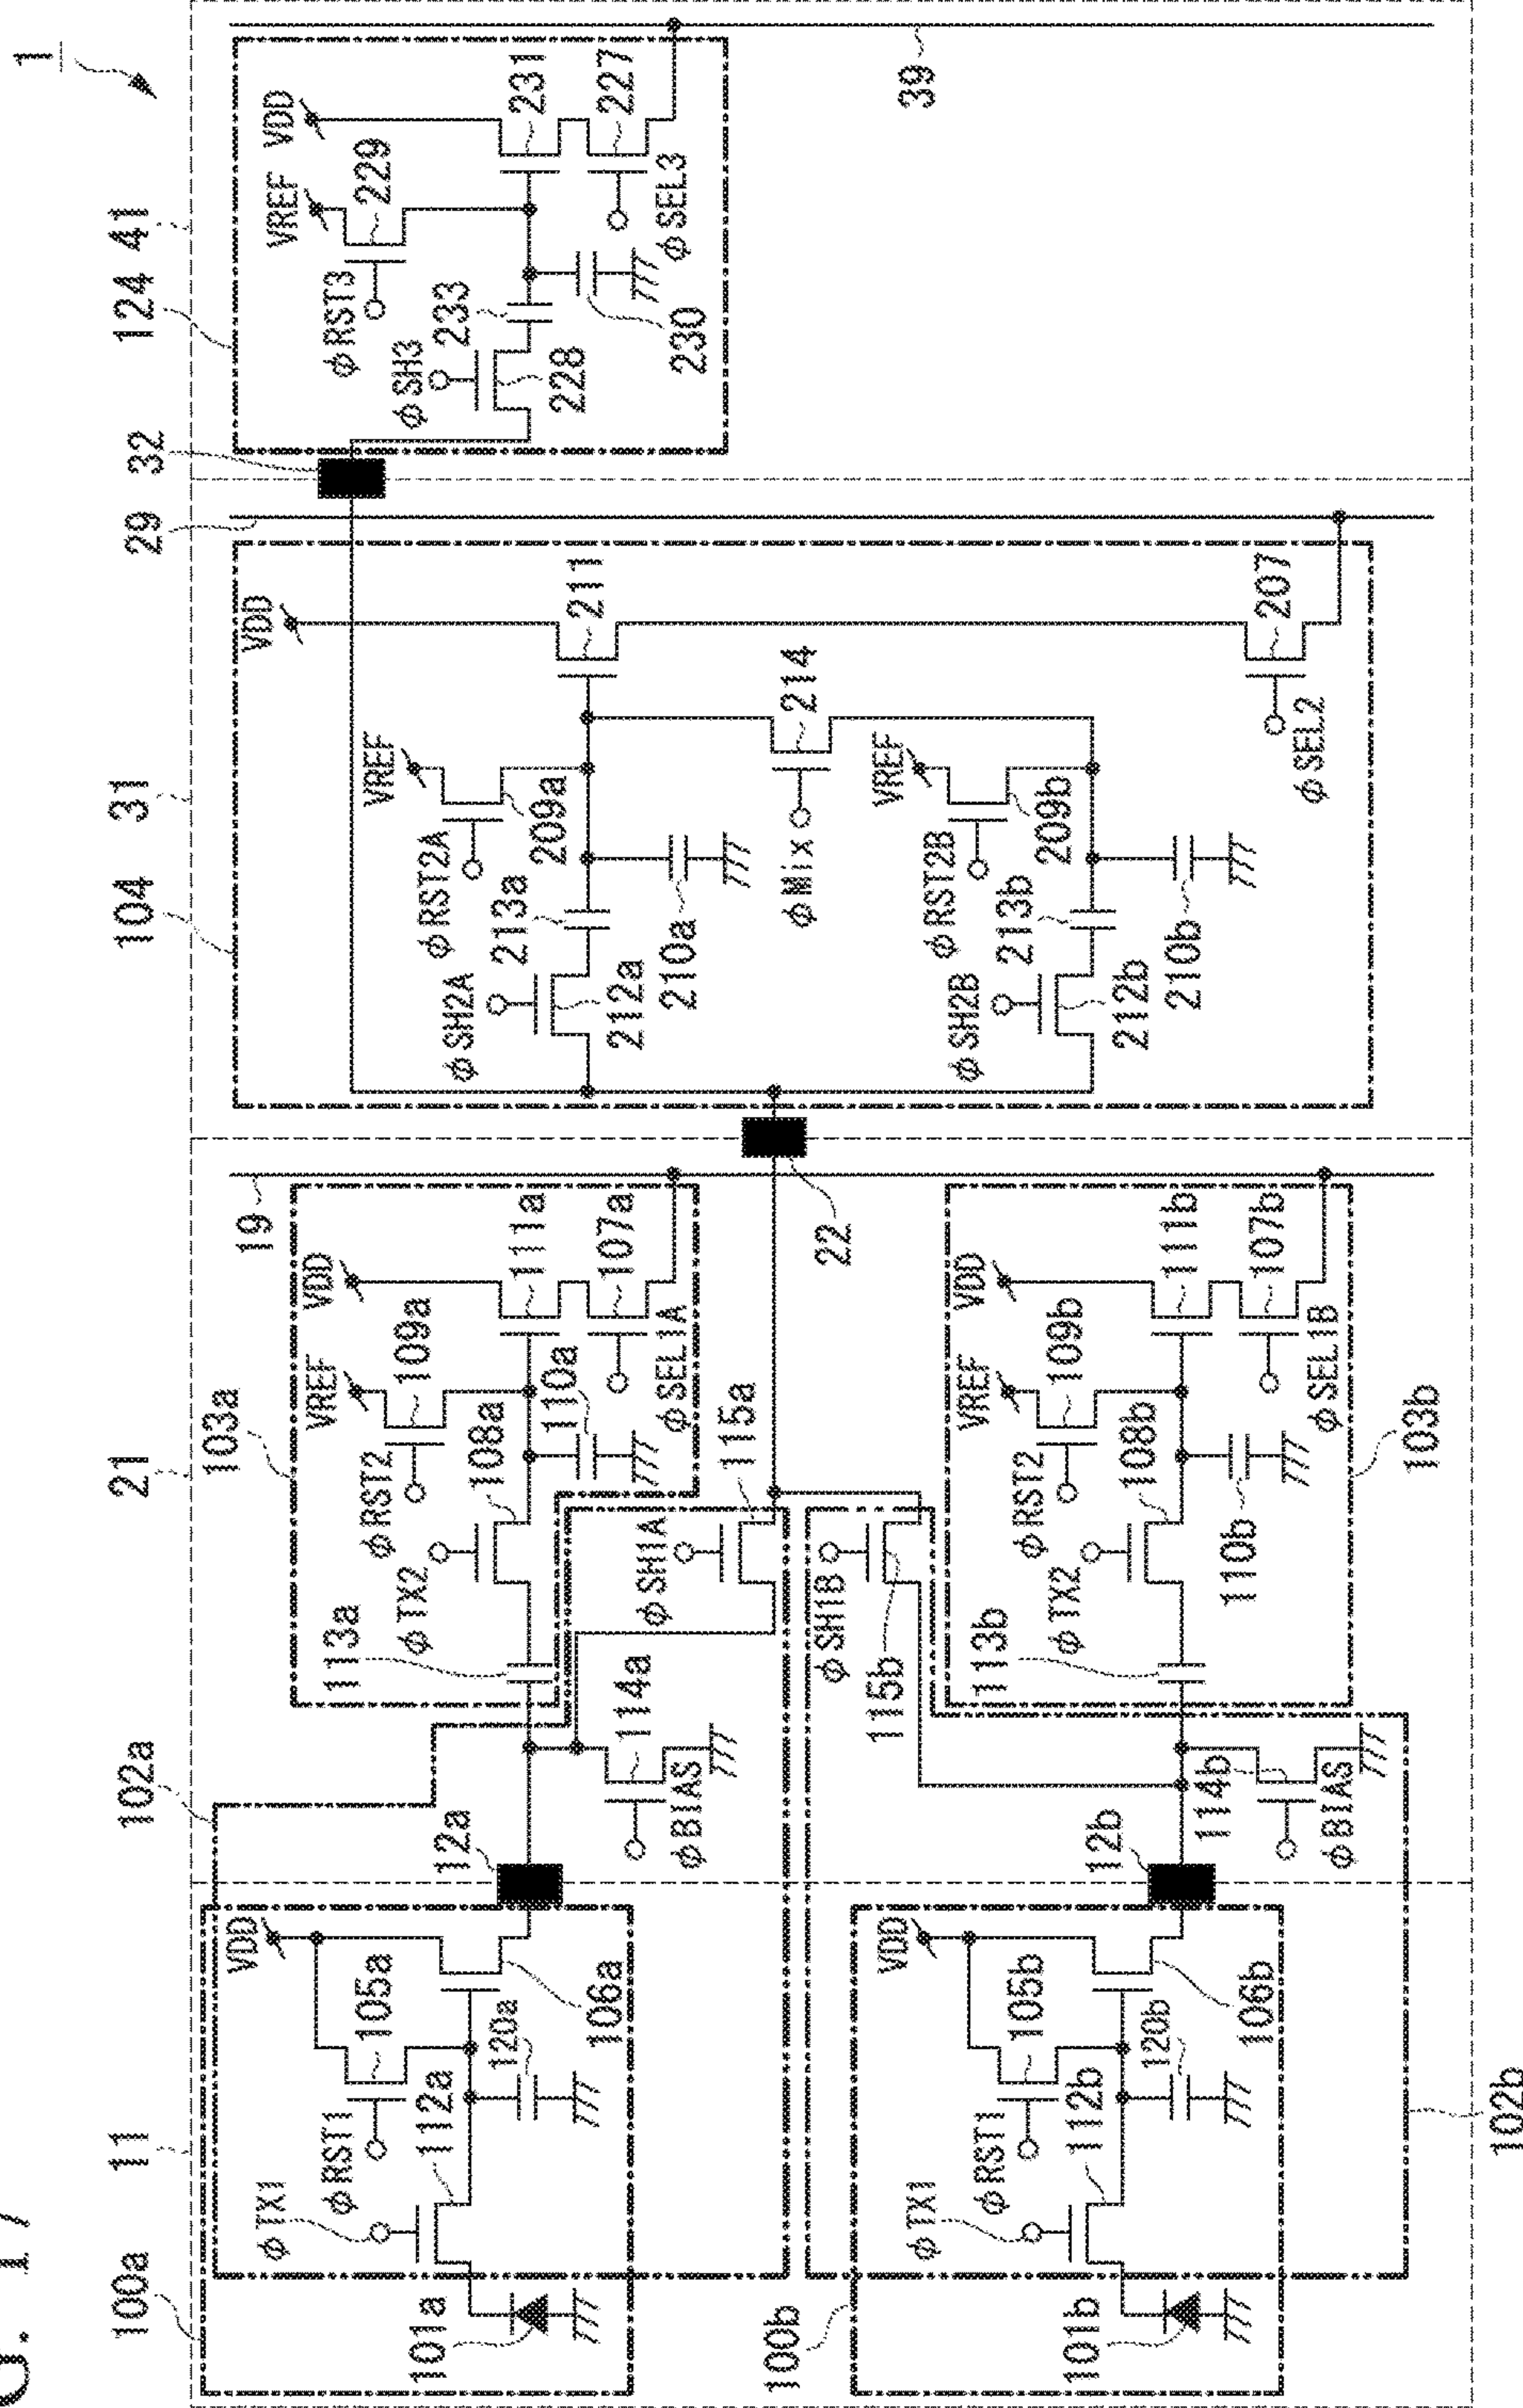 G. 17
1
11
21
31
41
100a
102a
103a
104
29
32
124
19
φTX1
φRST1
VDD
105a
112a
120a
106a
101a
12a
φBIAS
114a
113a
φTX2
φRST2
VREF
VDD
109a
108a
111a
107a
110a
φSEL1A
φSH1A
115a
22
VDD
VREF
φRST2A
209a
φSH2A
213a
212a
210a
211
214
φMix
VREF
φRST2B
209b
φSH2B
213b
212b
210b
207
φSEL2
VDD
VREF
229
φRST3
φSH3
233
228
230
231
227
φSEL3
39
100b
φTX1
φRST1
VDD
105b
112b
120b
106b
101b
12b
φBIAS
114b
φSH1B
115b
113b
φTX2
φRST2
VREF
VDD
109b
108b
111b
107b
110b
φSEL1B
103b
102b